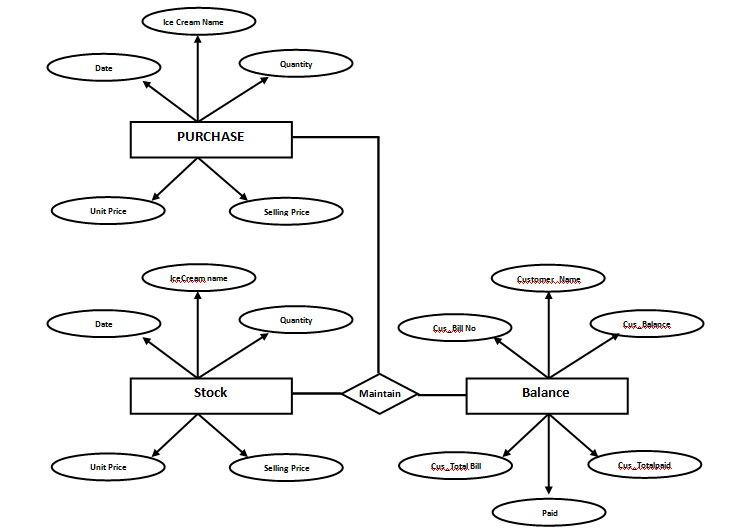 Ice Cream Name
Date
Quantity
PURCHASE
Unit Price
Selling Price
IceCream name
Date
Quantity
Stock
Unit Price
Selling Price
Maintain
Customer_Name
Cus_Bill No
Cus_Balance
Balance
Cus_Total Bill
Cus_Totalpaid
Paid